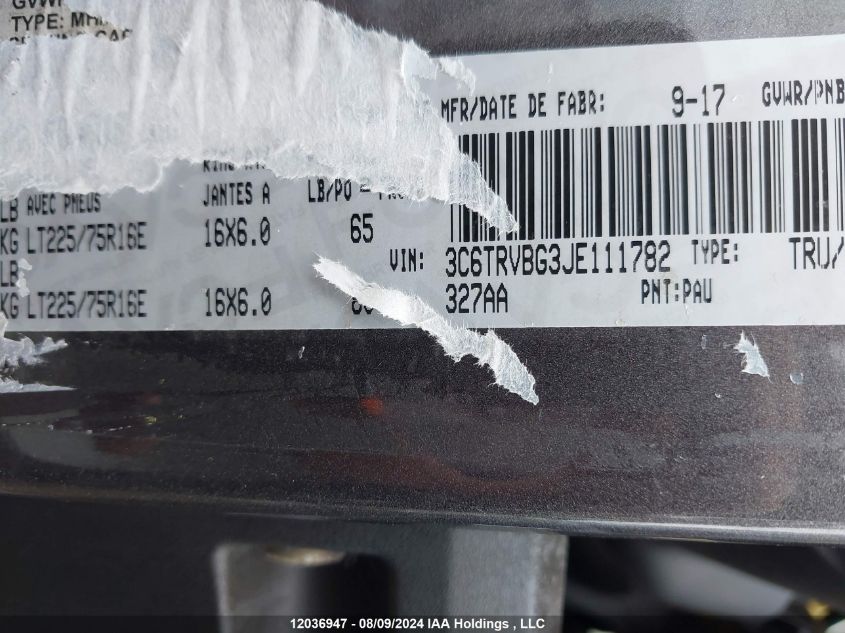 TYPE:
MFR/DATE DE FABR: 9-17 GVWR/PNB
LB AVEC PNEUS JANTES A LB/PO
KG LT225/75R16E 16X6.0 65
LB
VIN: 3C6TRVBG3JE111782 TYPE: TRU/
KG LT225/75R16E 16X6.0
327AA PNT:PAU
12036947 - 08/09/2024 IAA Holdings , LLC